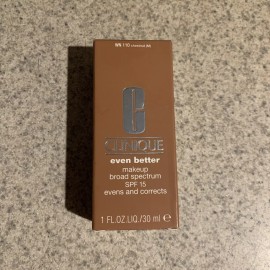 C
CLINIQUE
even better
makeup
broad spectrum
SPF 15
evens and corrects
1 FL.OZ.LIQ./30 ml e